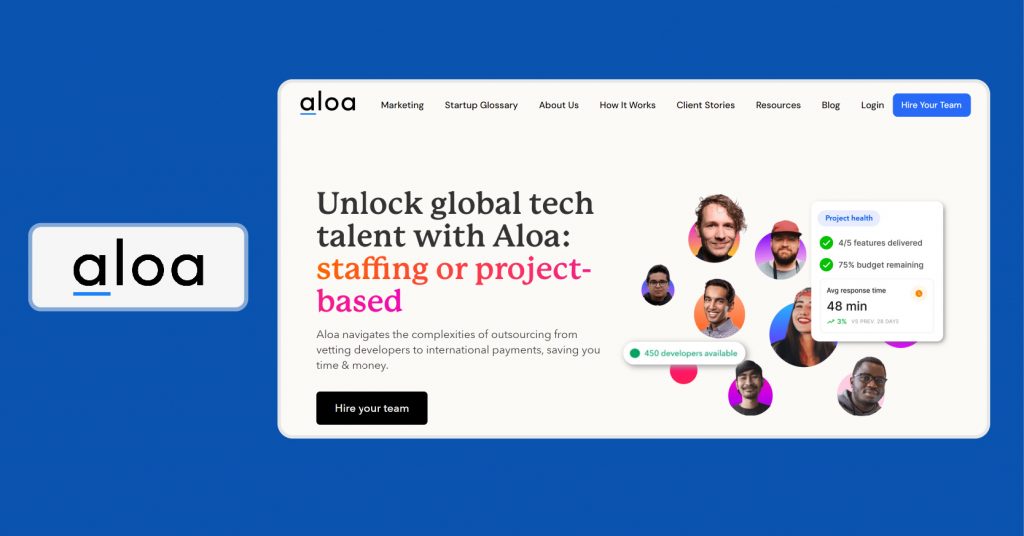 aloa
aloa
Marketing
Startup Glossary
About Us
How It Works
Client Stories
Resources
Blog
Login
Hire Your Team
Unlock global tech
talent with Aloa:
staffing or project-
based
Aloa navigates the complexities of outsourcing from
vetting developers to international payments, saving you
time & money.
Hire your team
Project health
4/5 features delivered
75% budget remaining
Avg response time
48 min
3% VS PREV. 28 DAYS
450 developers available